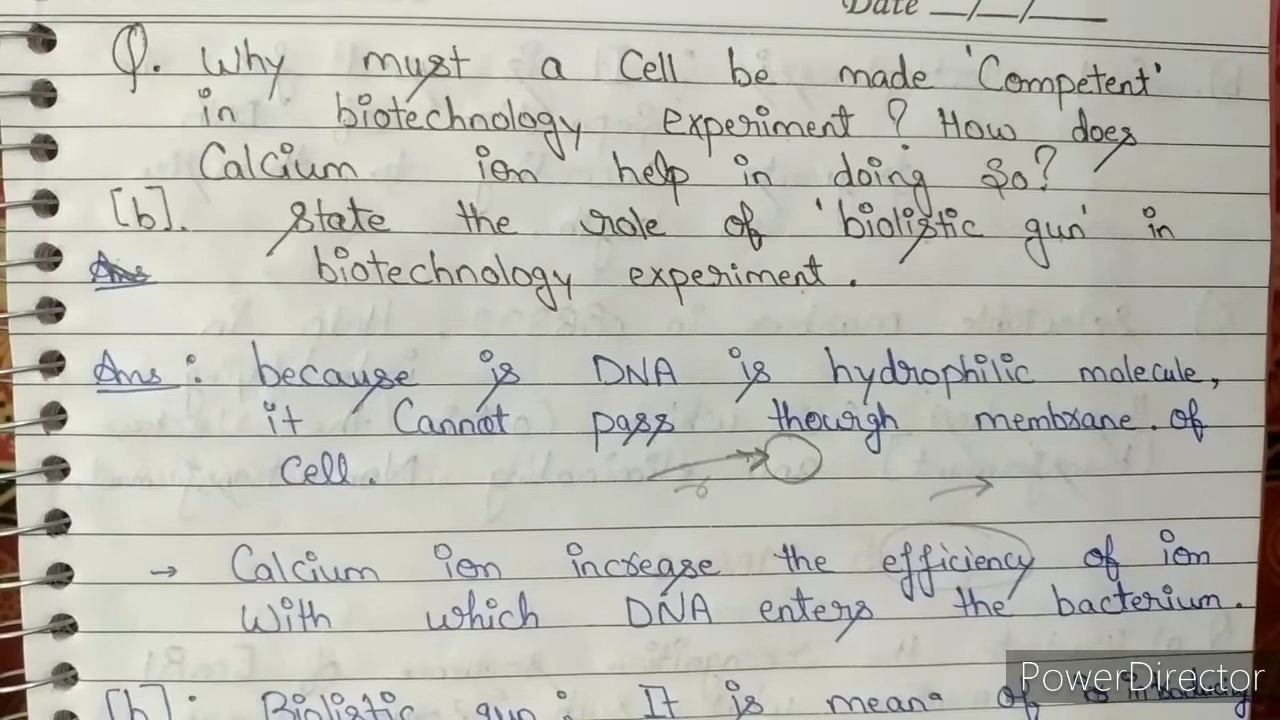 Date __/__/____
Q. Why must a Cell be made 'Competent'
in biotechnology experiment? How does
Calcium ion help in doing so?
[b]. State the role of 'biolistic gun' in
Ans biotechnology experiment.
Ans: because is DNA is hydrophilic molecule,
it Cannot pass thourgh membrane. of
Cell.
→ Calcium ion increase the efficiency of ion
With which DNA enters the bacterium.
[b]: Biolistic gun: It is mean of
PowerDirector